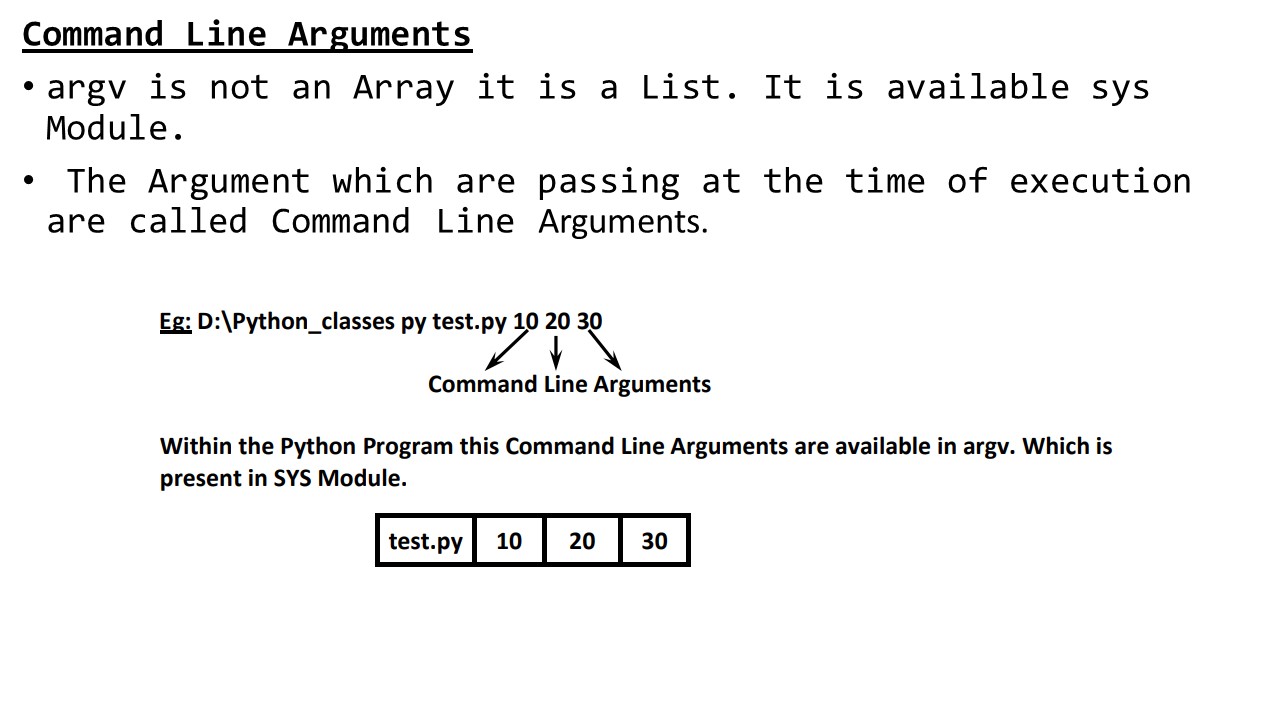 Command Line Arguments
• argv is not an Array it is a List. It is available sys
Module.
• The Argument which are passing at the time of execution
are called Command Line Arguments.
Eg: D:\Python_classes py test.py 10 20 30
Command Line Arguments
Within the Python Program this Command Line Arguments are available in argv. Which is
present in SYS Module.
test.py 10 20 30